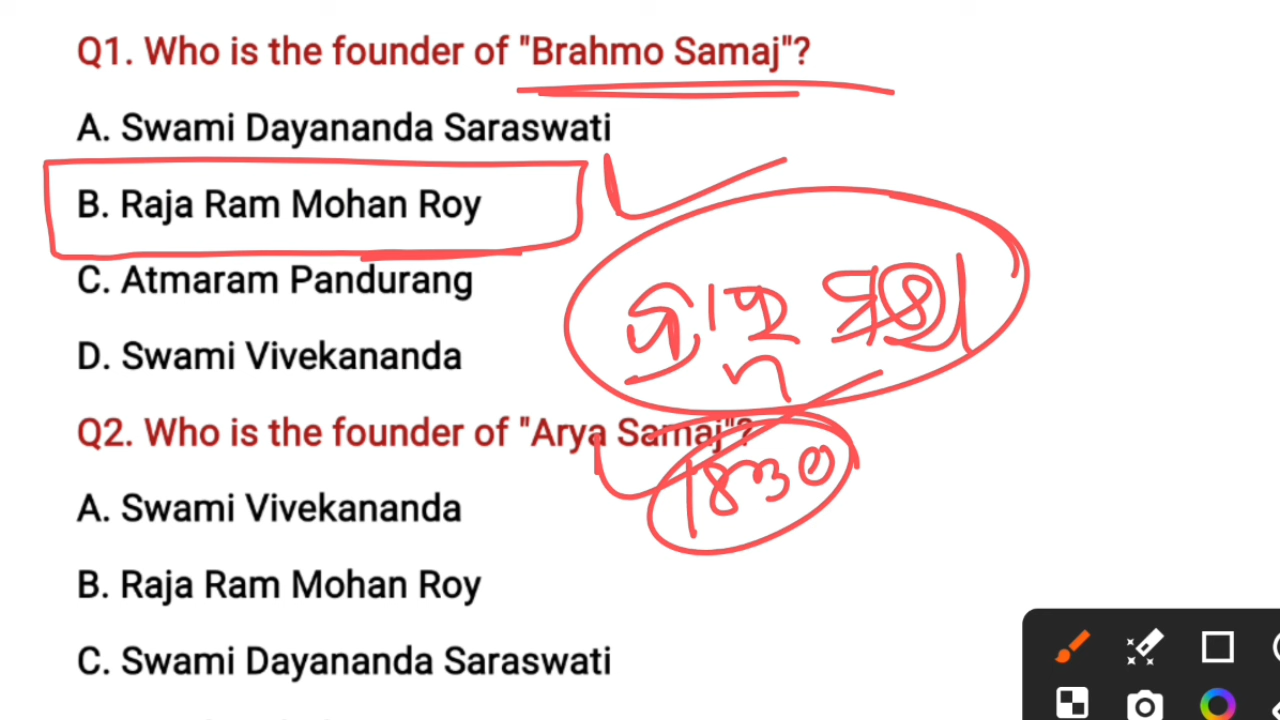 Q1. Who is the founder of "Brahmo Samaj"?
A. Swami Dayananda Saraswati
B. Raja Ram Mohan Roy
C. Atmaram Pandurang
D. Swami Vivekananda
Q2. Who is the founder of "Arya Samaj"?
1830
A. Swami Vivekananda
B. Raja Ram Mohan Roy
C. Swami Dayananda Saraswati